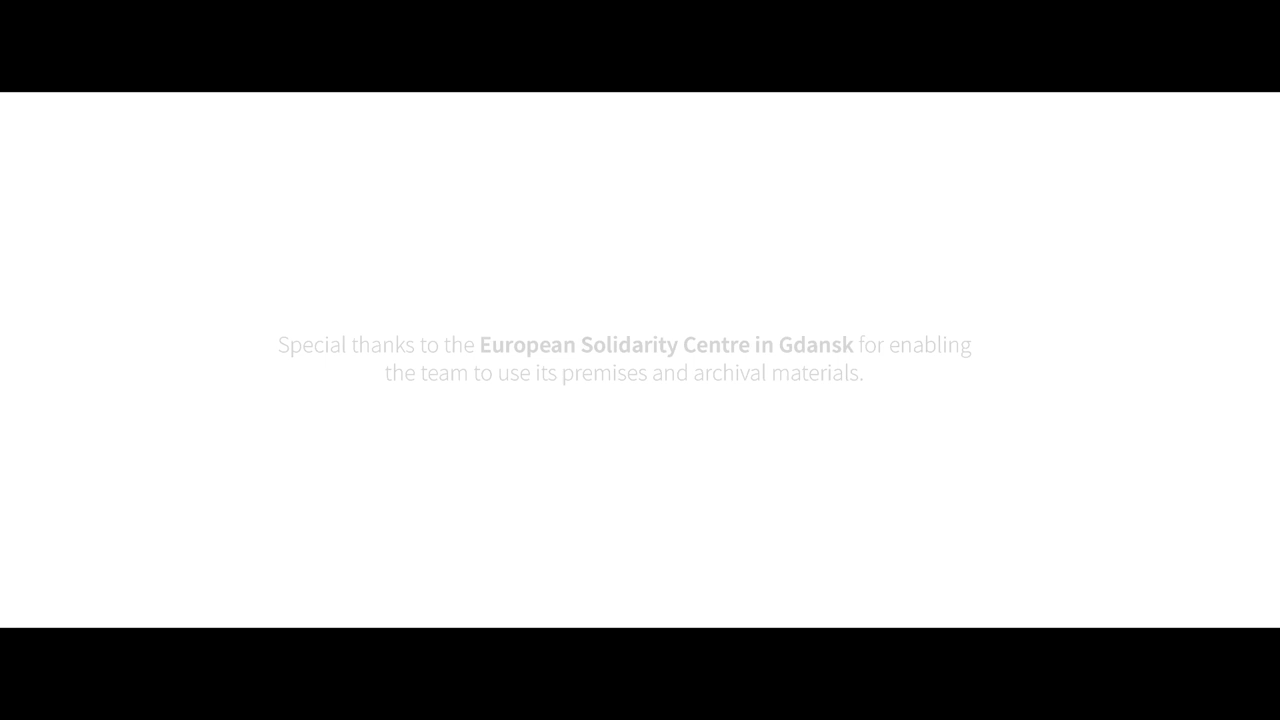 Special thanks to the European Solidarity Centre in Gdansk for enabling
the team to use its premises and archival materials.